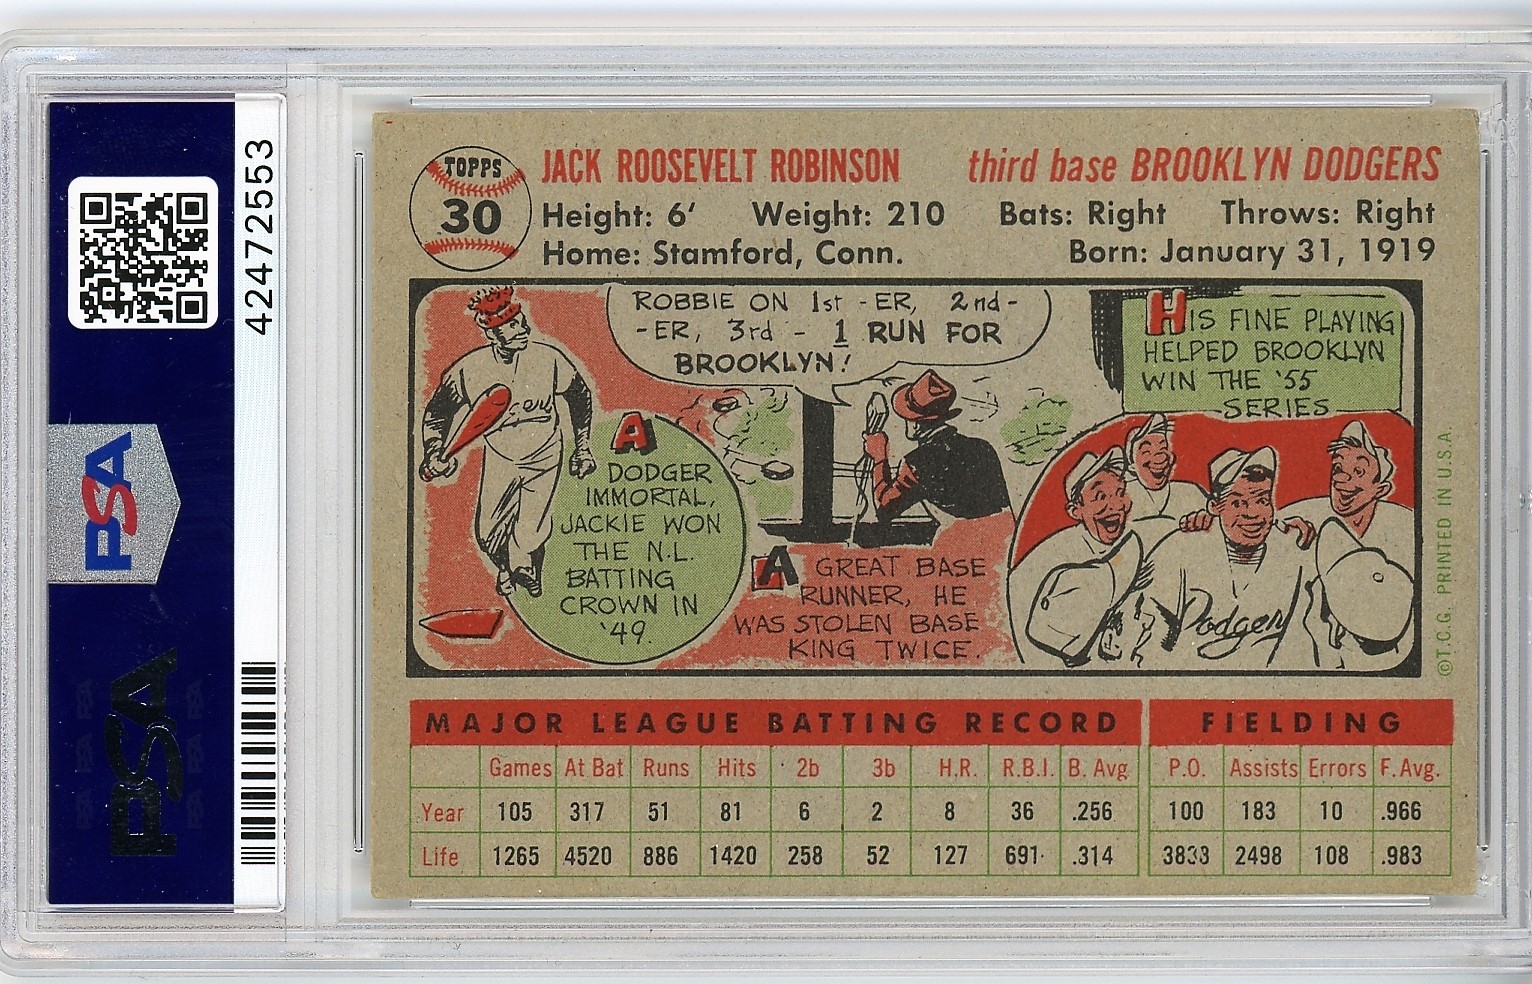 42472553
PSA
PSA
TOPPS
30
JACK ROOSEVELT ROBINSON third base BROOKLYN DODGERS
Height: 6' Weight: 210 Bats: Right Throws: Right
Home: Stamford, Conn. Born: January 31, 1919
ROBBIE ON 1st - ER, 2nd -
- ER, 3rd - 1 RUN FOR
BROOKLYN!
A
DODGER
IMMORTAL,
JACKIE WON
THE N.L.
BATTING
CROWN IN
'49.
A GREAT BASE
RUNNER, HE
WAS STOLEN BASE
KING TWICE.
HIS FINE PLAYING
HELPED BROOKLYN
WIN THE '55
SERIES
Dodgers
©T.C.G. PRINTED IN U.S.A.
MAJOR LEAGUE BATTING RECORD FIELDING
Games At Bat Runs Hits 2b 3b H.R. R.B.I. B. Avg. P.O. Assists Errors F. Avg.
Year 105 317 51 81 6 2 8 36 .256 100 183 10 .966
Life 1265 4520 886 1420 258 52 127 691 .314 3833 2498 108 .983